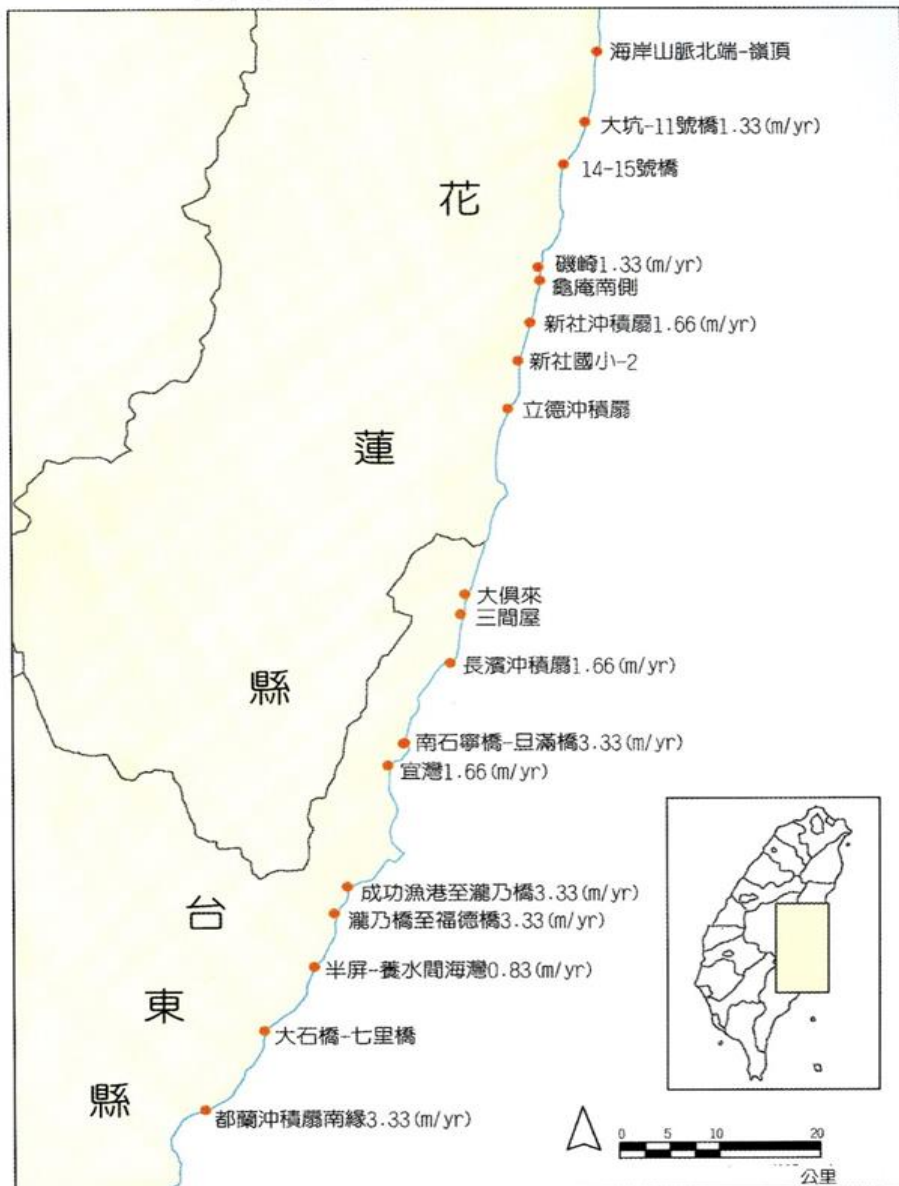 海岸山脈北端-嶺頂
大坑-11號橋1.33(m/yr)
14-15號橋
花
磯崎1.33(m/yr)
龜庵南側
新社沖積扇1.66(m/yr)
新社國小-2
立德沖積扇
蓮
大俱來
三間屋
長濱沖積扇1.66(m/yr)
縣
南石寧橋-旦滿橋3.33(m/yr)
宜灣1.66(m/yr)
成功漁港至瀧乃橋3.33(m/yr)
台
瀧乃橋至福德橋3.33(m/yr)
半屏-養水間海灣0.83(m/yr)
東
大石橋-七里橋
縣
都蘭沖積扇南緣3.33(m/yr)
0 5 10 20
公里